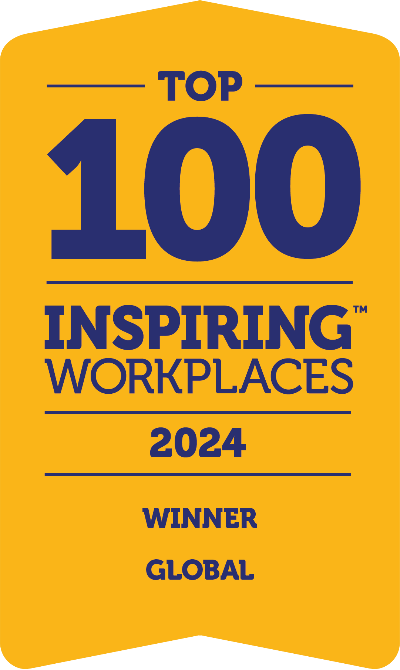 TOP
100
INSPIRING™
WORKPLACES
2024
WINNER
GLOBAL